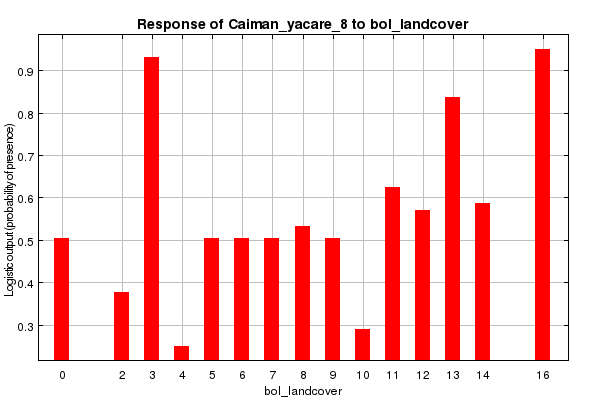 Response of Caiman_yacare_8 to bol_landcover
Logistic output (probability of presence)
0.9
0.8
0.7
0.6
0.5
0.4
0.3
0 2 3 4 5 6 7 8 9 10 11 12 13 14 16
bol_landcover